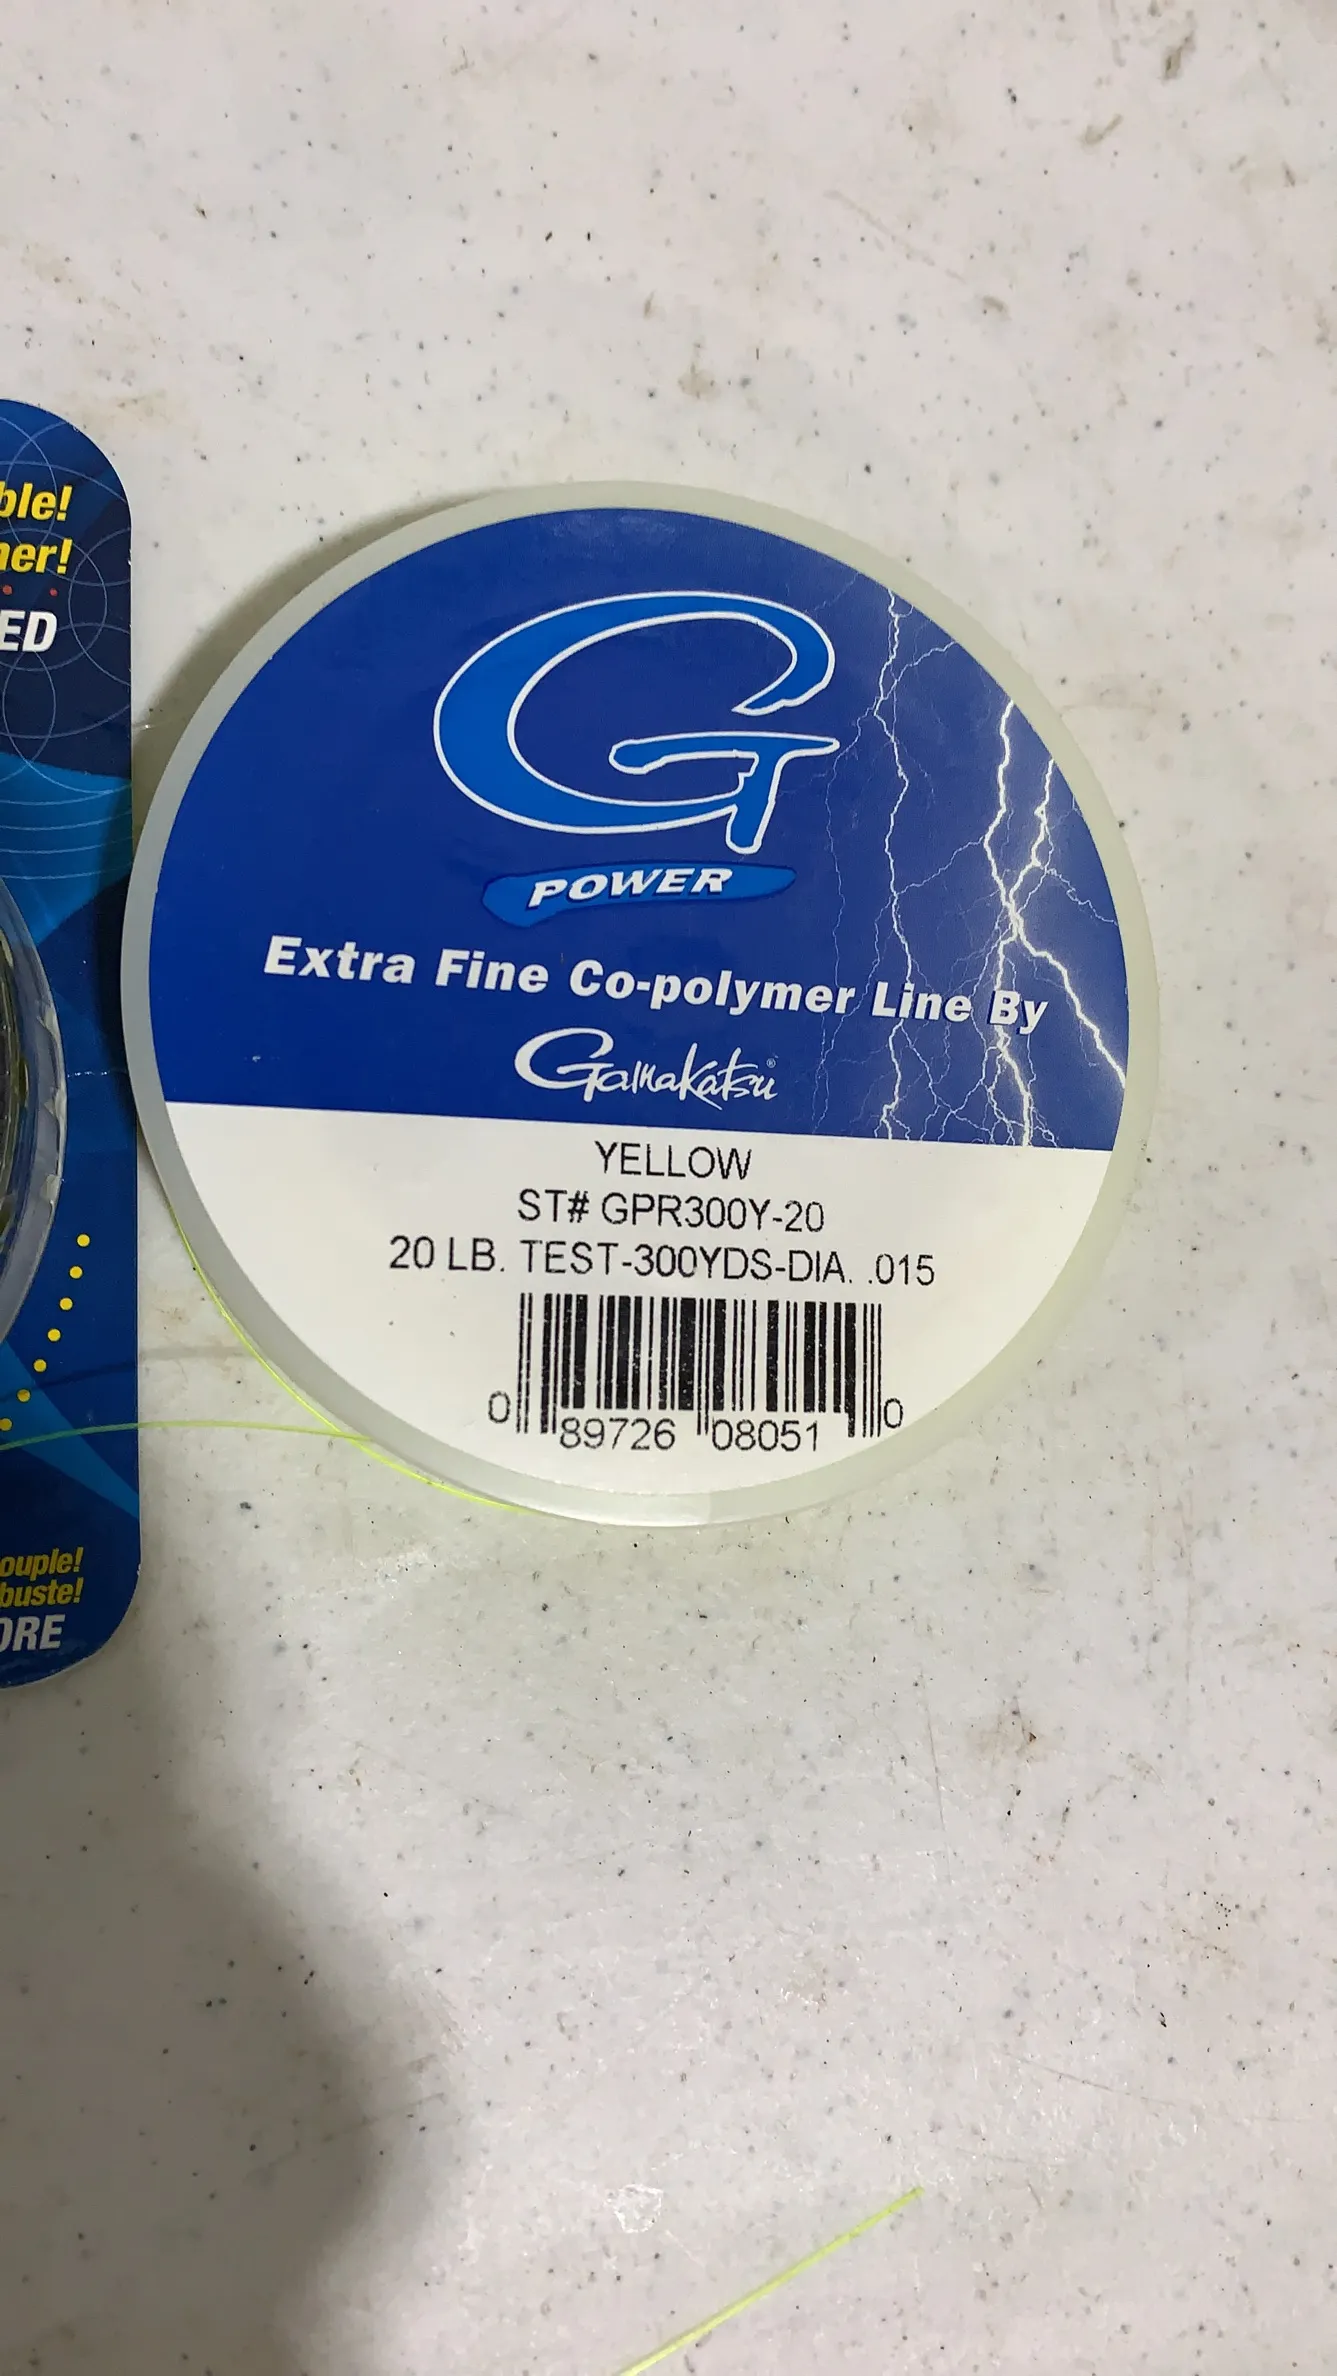 ble!
ner!
ED
G
POWER
Extra Fine Co-polymer Line By
Gamakatsu®
YELLOW
ST# GPR300Y-20
20 LB. TEST-300YDS-DIA. .015
0 89726 08051 0
ouple!
buste!
ORE